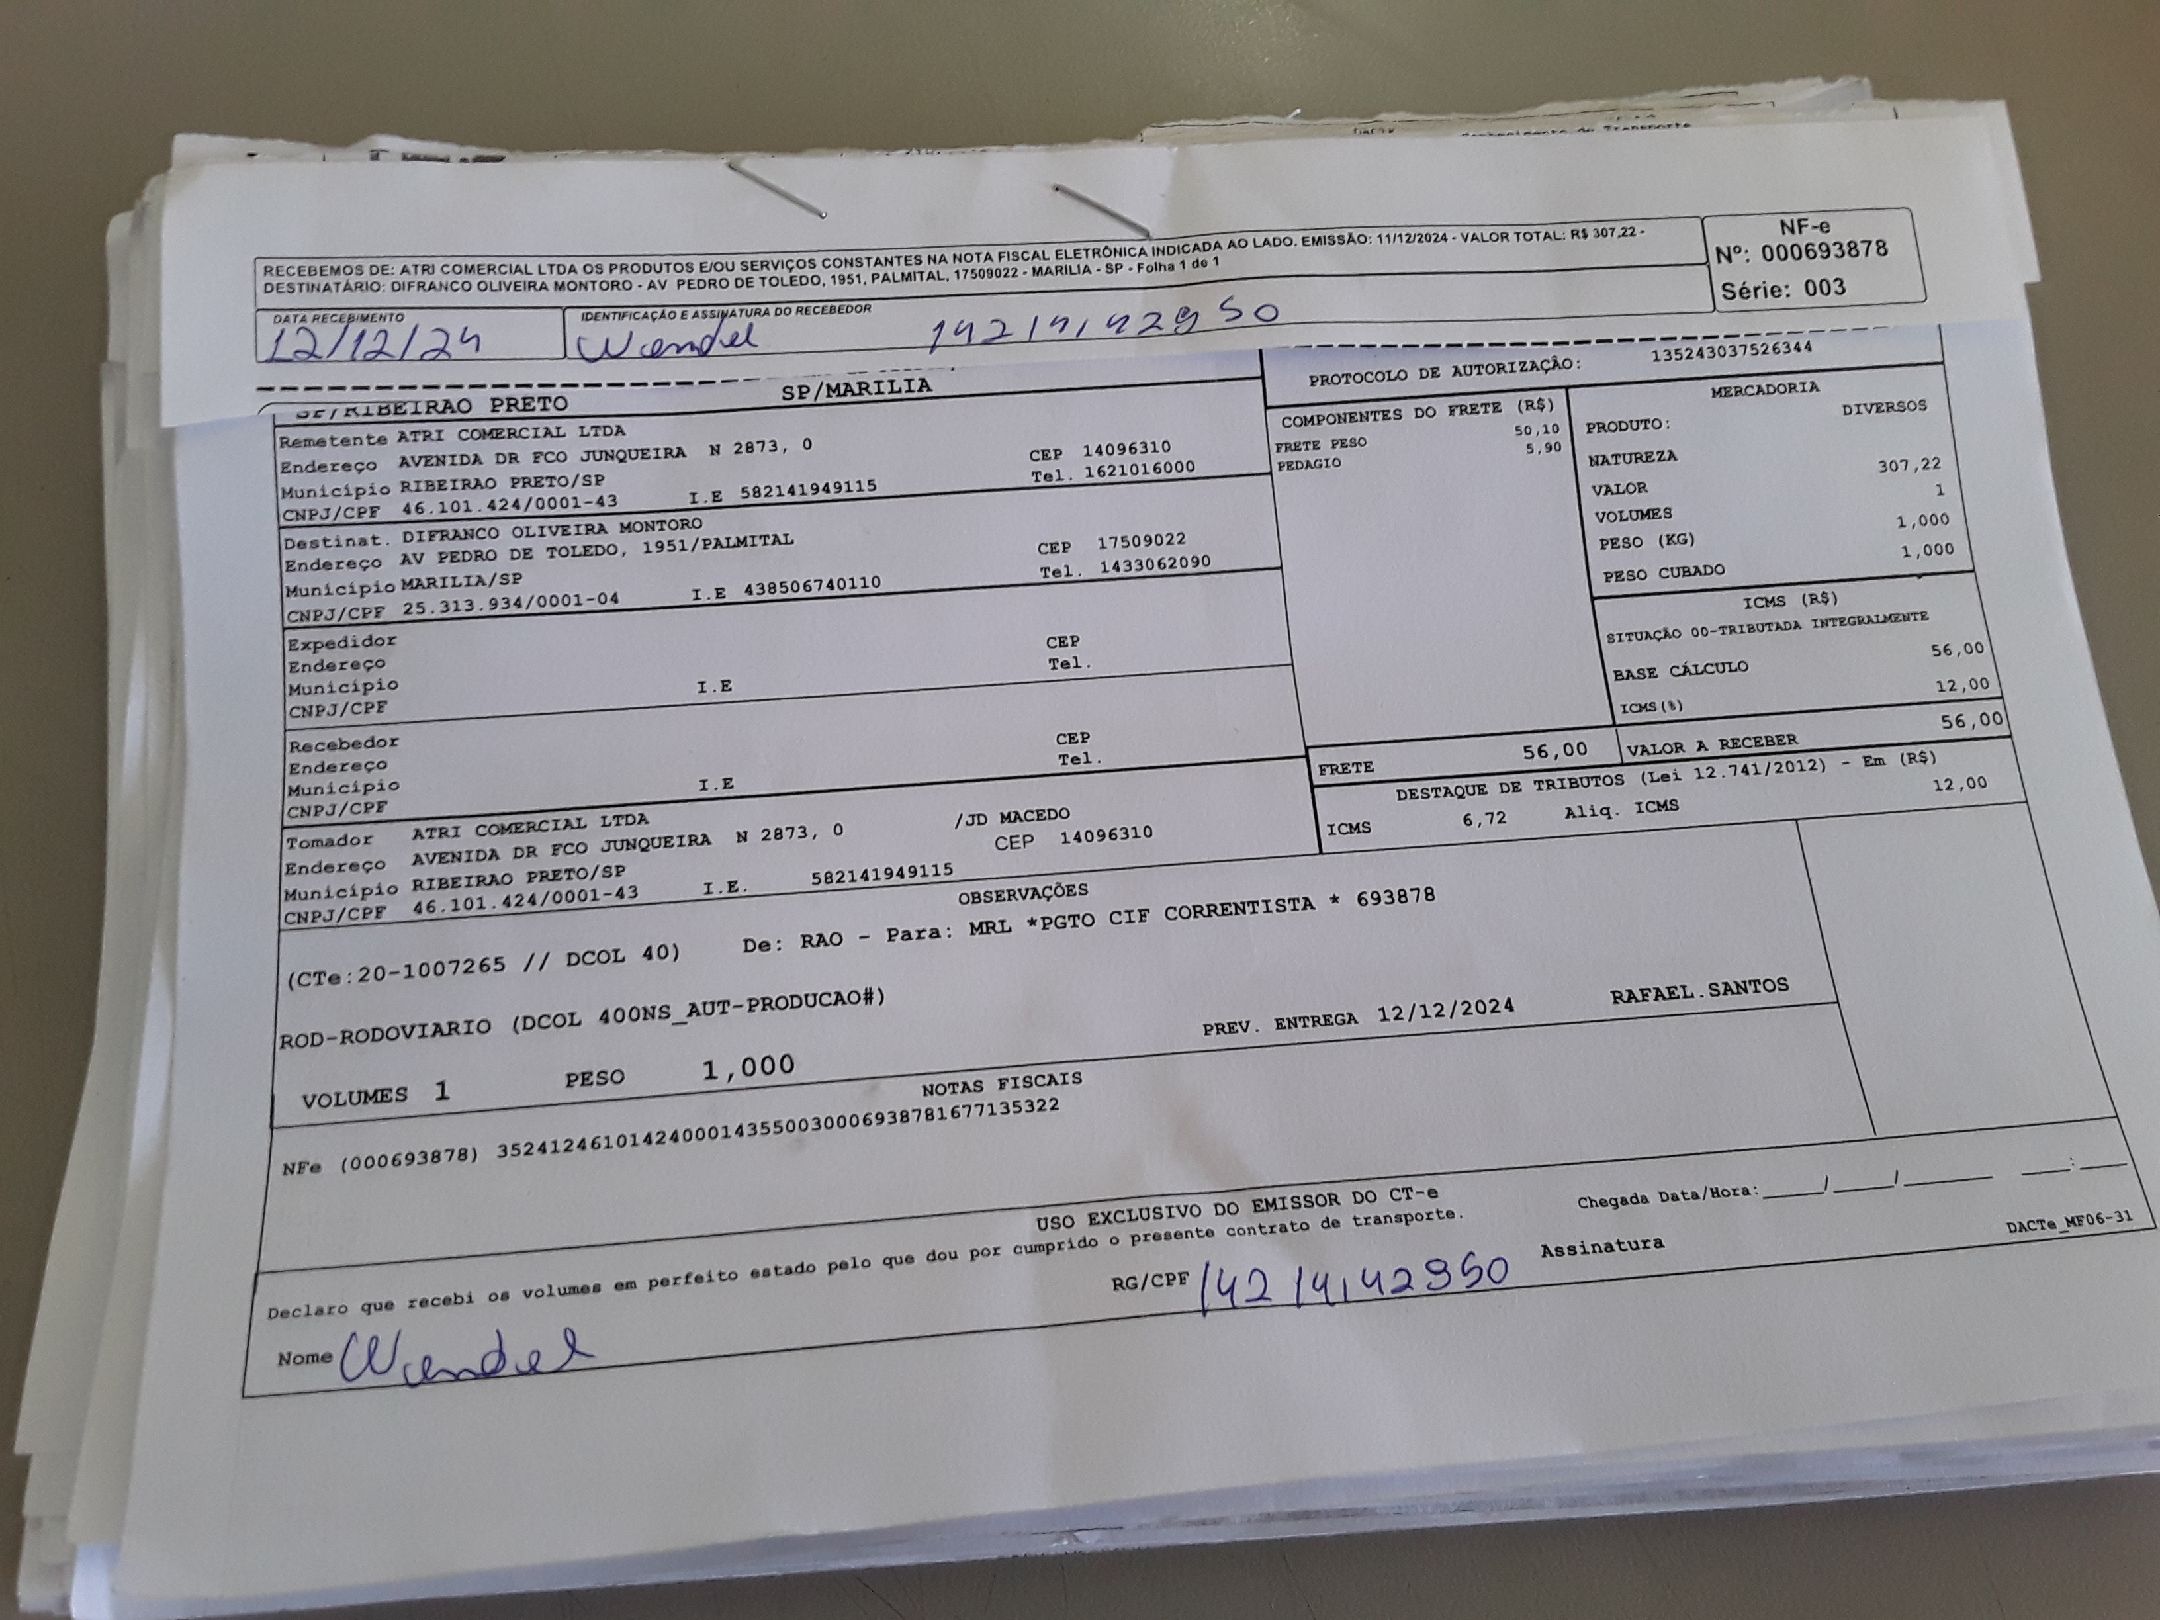 RECEBEMOS DE: ATRI COMERCIAL LTDA OS PRODUTOS E/OU SERVIÇOS CONSTANTES NA NOTA FISCAL ELETRÔNICA INDICADA AO LADO. EMISSÃO: 11/12/2024 - VALOR TOTAL: R$ 307,22 -
DESTINATÁRIO: DIFRANCO OLIVEIRA MONTORO - AV PEDRO DE TOLEDO, 1951, PALMITAL, 17509022 - MARILIA - SP - Folha 1 de 1
NF-e
Nº: 000693878
Série: 003
DATA RECEBIMENTO
12/12/24
IDENTIFICAÇÃO E ASSINATURA DO RECEBEDOR
Wendel
SP/RIBEIRAO PRETO SP/MARILIA
PROTOCOLO DE AUTORIZAÇÃO: 135243037526344
Remetente ATRI COMERCIAL LTDA
Endereço AVENIDA DR FCO JUNQUEIRA N 2873, 0 CEP 14096310
Município RIBEIRAO PRETO/SP Tel. 1621016000
CNPJ/CPF 46.101.424/0001-43 I.E 582141949115
Destinat. DIFRANCO OLIVEIRA MONTORO
Endereço AV PEDRO DE TOLEDO, 1951/PALMITAL CEP 17509022
Município MARILIA/SP Tel. 1433062090
CNPJ/CPF 25.313.934/0001-04 I.E 438506740110
Expedidor
Endereço CEP
Município Tel.
CNPJ/CPF I.E
Recebedor
Endereço CEP
Município Tel.
CNPJ/CPF I.E
Tomador ATRI COMERCIAL LTDA
Endereço AVENIDA DR FCO JUNQUEIRA N 2873, 0 /JD MACEDO
Município RIBEIRAO PRETO/SP CEP 14096310
CNPJ/CPF 46.101.424/0001-43 I.E. 582141949115
COMPONENTES DO FRETE (R$)
FRETE PESO 50,10
PEDAGIO 5,90
MERCADORIA
PRODUTO: DIVERSOS
NATUREZA
VALOR 307,22
VOLUMES 1
PESO (KG) 1,000
PESO CUBADO 1,000
ICMS (R$)
SITUAÇÃO 00-TRIBUTADA INTEGRALMENTE
BASE CÁLCULO 56,00
ICMS(%) 12,00
FRETE 56,00 VALOR A RECEBER 56,00
DESTAQUE DE TRIBUTOS (Lei 12.741/2012) - Em (R$)
ICMS 6,72 Aliq. ICMS 12,00
OBSERVAÇÕES
(CTe:20-1007265 // DCOL 40) De: RAO - Para: MRL *PGTO CIF CORRENTISTA * 693878
ROD-RODOVIARIO (DCOL 400NS_AUT-PRODUCAO#)
PREV. ENTREGA 12/12/2024 RAFAEL.SANTOS
VOLUMES 1 PESO 1,000
NOTAS FISCAIS
NFe (000693878) 35241246101424000143550030006938781677135322
USO EXCLUSIVO DO EMISSOR DO CT-e
Declaro que recebi os volumes em perfeito estado pelo que dou por cumprido o presente contrato de transporte.
Chegada Data/Hora:_____/_____/_______ ____:____
Nome Wendel
RG/CPF
Assinatura
DACTe_MF06-31